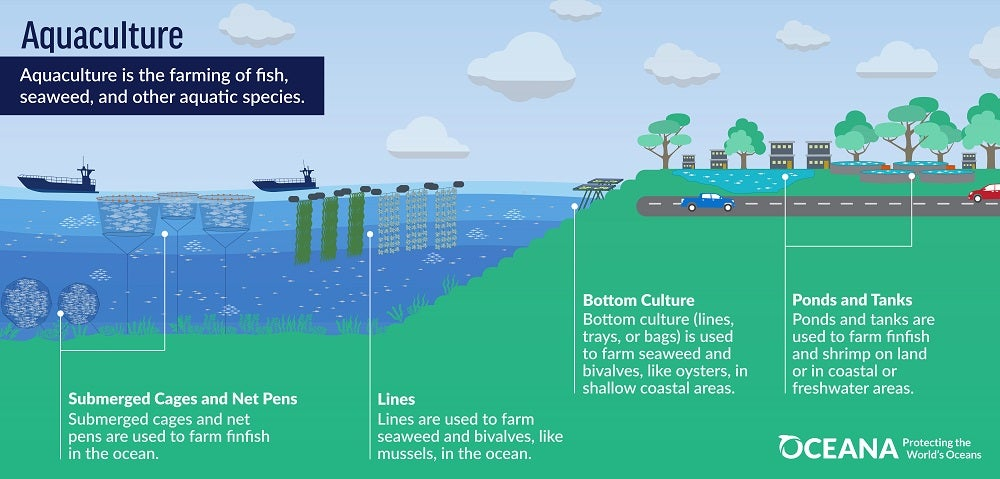 Aquaculture
Aquaculture is the farming of fish,
seaweed, and other aquatic species.
Submerged Cages and Net Pens
Submerged cages and net
pens are used to farm finfish
in the ocean.
Lines
Lines are used to farm
seaweed and bivalves, like
mussels, in the ocean.
Bottom Culture
Bottom culture (lines,
trays, or bags) is used
to farm seaweed and
bivalves, like oysters, in
shallow coastal areas.
Ponds and Tanks
Ponds and tanks are
used to farm finfish
and shrimp on land
or in coastal or
freshwater areas.
OCEANA
Protecting the
World's Oceans